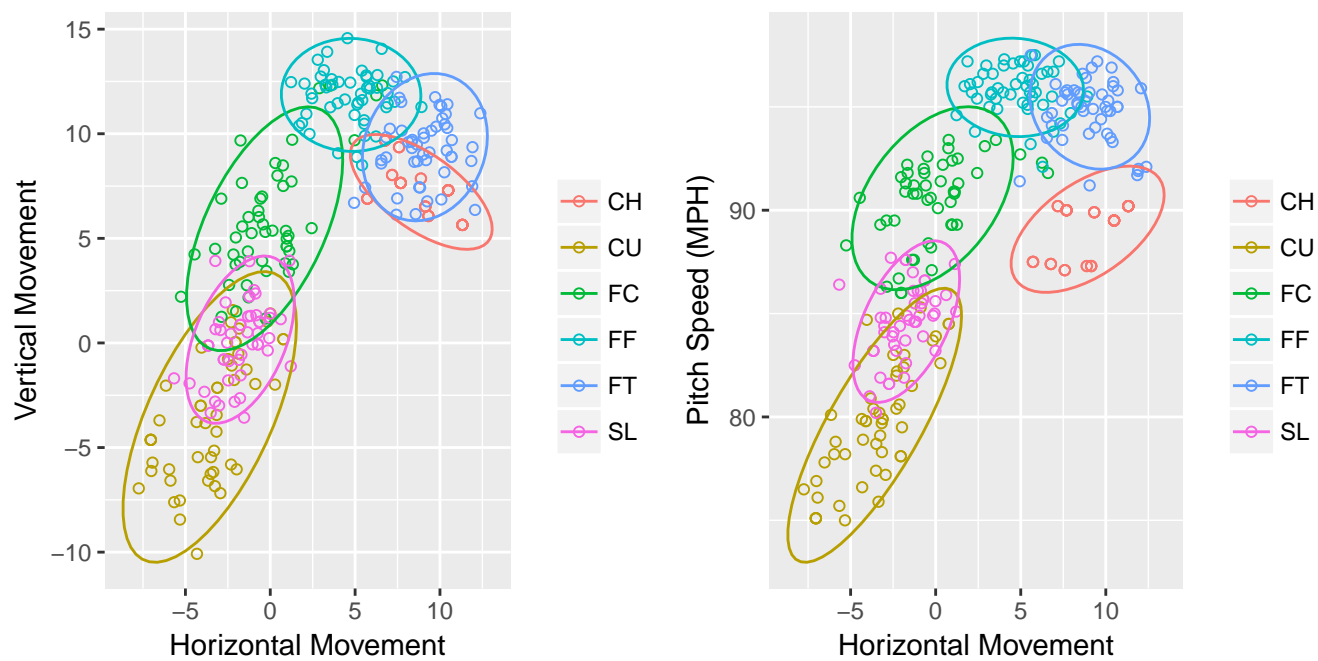 15
10
5
0
−5
−10
Vertical Movement
−5 0 5 10
Horizontal Movement
CH
CU
FC
FF
FT
SL
90
80
Pitch Speed (MPH)
−5 0 5 10
Horizontal Movement
CH
CU
FC
FF
FT
SL